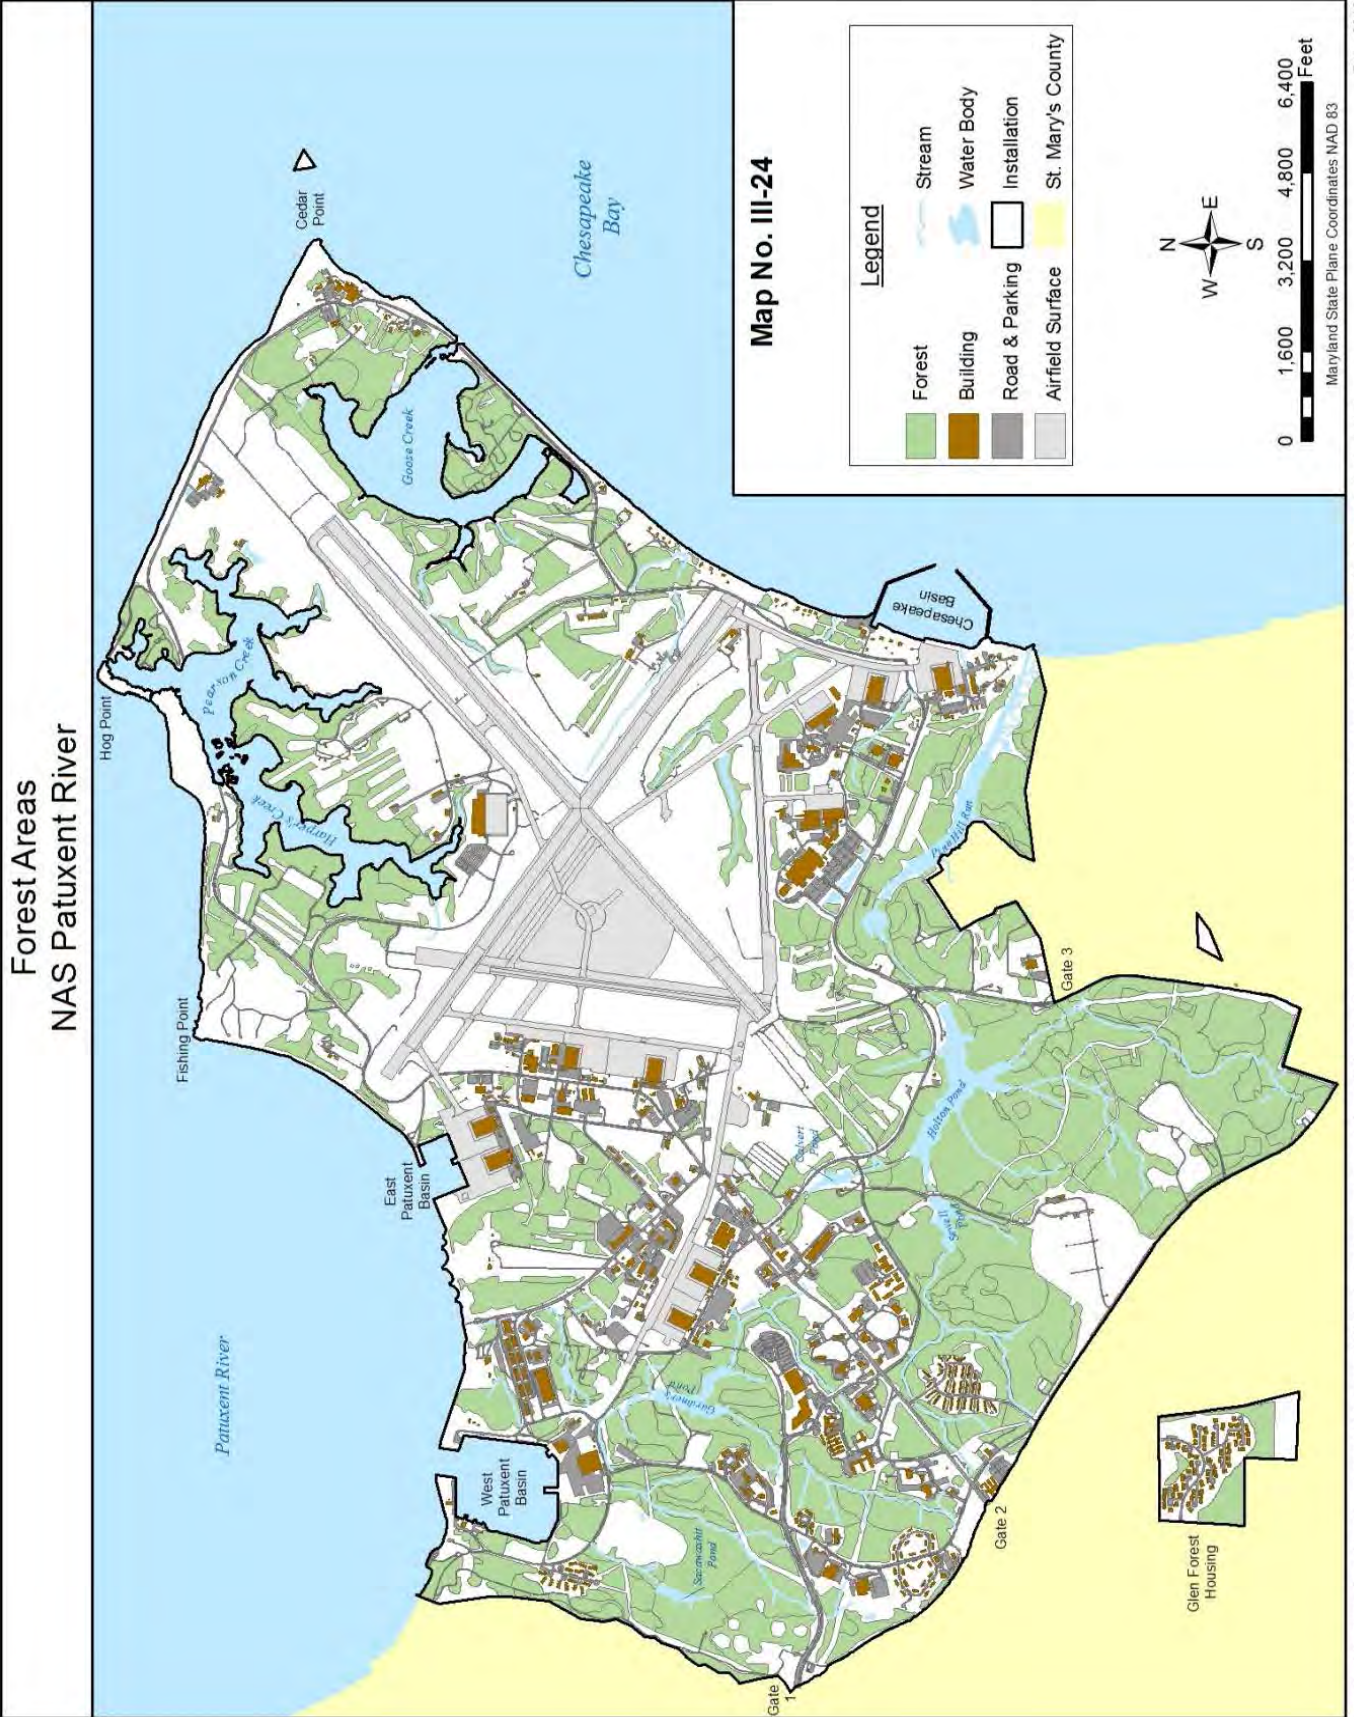 Forest Areas
NAS Patuxent River
Hog Point
Cedar
Point
Fishing Point
Pearson Creek
Harper's Creek
Goose Creek
Chesapeake
Bay
Patuxent River
East
Patuxent
Basin
West
Patuxent
Basin
Chesapeake
Basin
Pine Hill Run
Calvert
Pond
Holton Pond
Sewell
Pond
Gardner's
Pond
Gate 3
Gate 2
Gate
1
Glen Forest
Housing
Map No. III-24
Legend
Forest
Building
Road & Parking
Airfield Surface
Stream
Water Body
Installation
St. Mary's County
N
W
E
S
0 1,600 3,200 4,800 6,400
Feet
Maryland State Plane Coordinates NAD 83